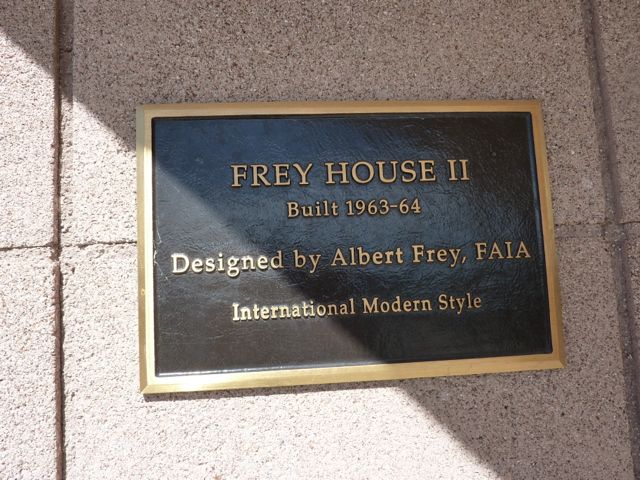 FREY HOUSE II
Built 1963-64
Designed by Albert Frey, FAIA
International Modern Style